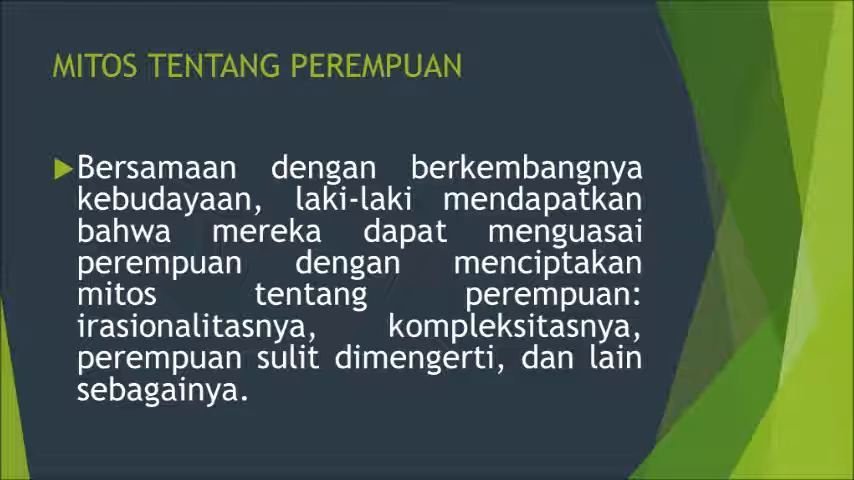 MITOS TENTANG PEREMPUAN
Bersamaan dengan berkembangnya
kebudayaan, laki-laki mendapatkan
bahwa mereka dapat menguasai
perempuan dengan menciptakan
mitos tentang perempuan:
irasionalitasnya, kompleksitasnya,
perempuan sulit dimengerti, dan lain
sebagainya.